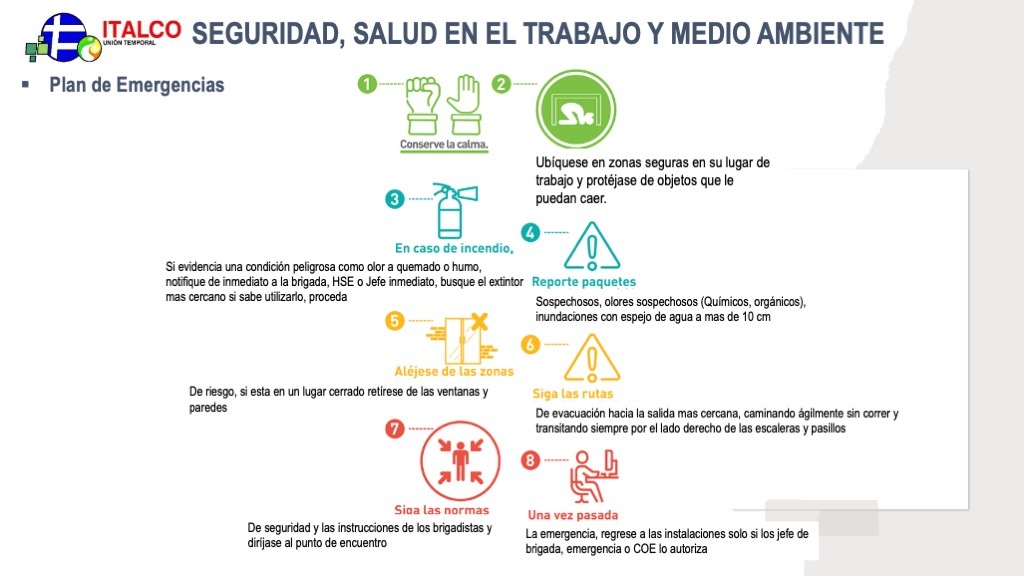 ITALCO
UNIÓN TEMPORAL
SEGURIDAD, SALUD EN EL TRABAJO Y MEDIO AMBIENTE
▪ Plan de Emergencias
1
Conserve la calma.
2
Ubíquese en zonas seguras en su lugar de
trabajo y protéjase de objetos que le
puedan caer.
3
En caso de incendio,
Si evidencia una condición peligrosa como olor a quemado o humo,
notifique de inmediato a la brigada, HSE o Jefe inmediato, busque el extintor
mas cercano si sabe utilizarlo, proceda
4
Reporte paquetes
Sospechosos, olores sospechosos (Químicos, orgánicos),
inundaciones con espejo de agua a mas de 10 cm
5
Aléjese de las zonas
De riesgo, si esta en un lugar cerrado retírese de las ventanas y
paredes
6
Siga las rutas
De evacuación hacia la salida mas cercana, caminando ágilmente sin correr y
transitando siempre por el lado derecho de las escaleras y pasillos
7
Siga las normas
De seguridad y las instrucciones de los brigadistas y
diríjase al punto de encuentro
8
Una vez pasada
La emergencia, regrese a las instalaciones solo si los jefe de
brigada, emergencia o COE lo autoriza